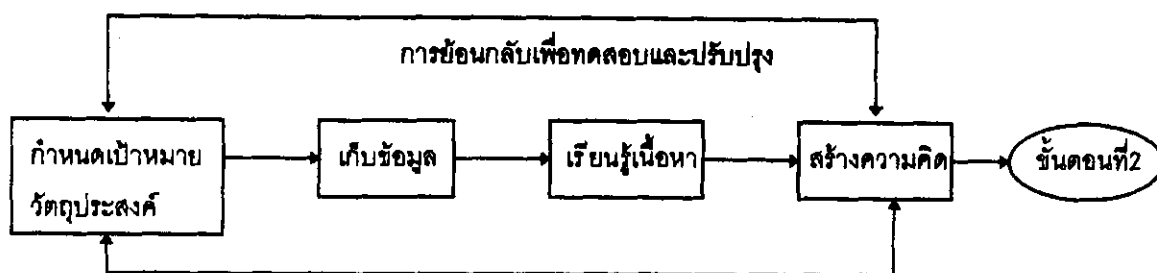 การย้อนกลับเพื่อทดสอบและปรับปรุง
กำหนดเป้าหมาย
วัตถุประสงค์
เก็บข้อมูล
เรียนรู้เนื้อหา
สร้างความคิด
ขั้นตอนที่2